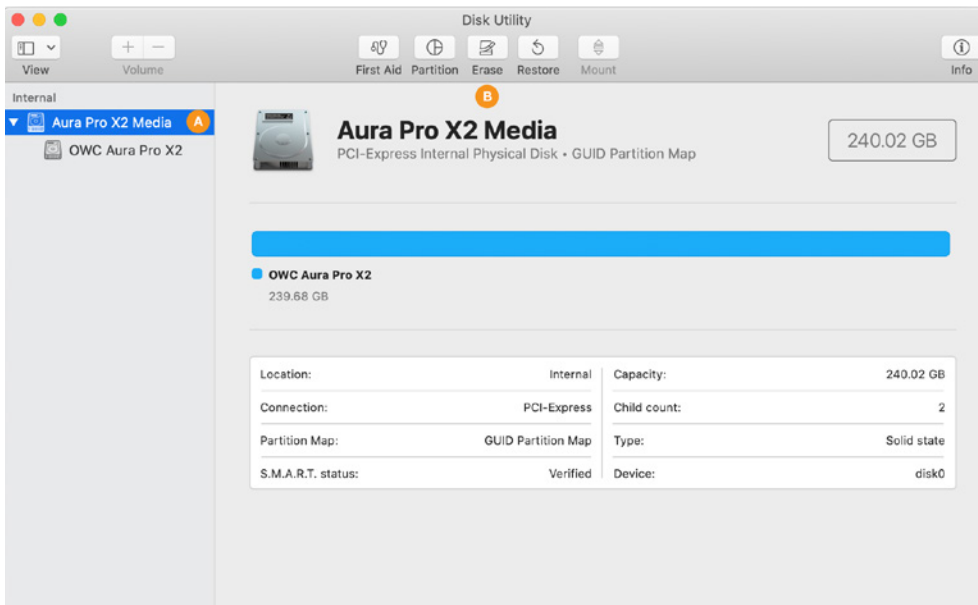 Disk Utility
View
Volume
First Aid Partition Erase Restore Mount
Info
Internal
Aura Pro X2 Media A
OWC Aura Pro X2
B
Aura Pro X2 Media
PCI-Express Internal Physical Disk • GUID Partition Map
240.02 GB
OWC Aura Pro X2
239.68 GB
Location: Internal Capacity: 240.02 GB
Connection: PCI-Express Child count: 2
Partition Map: GUID Partition Map Type: Solid state
S.M.A.R.T. status: Verified Device: disk0